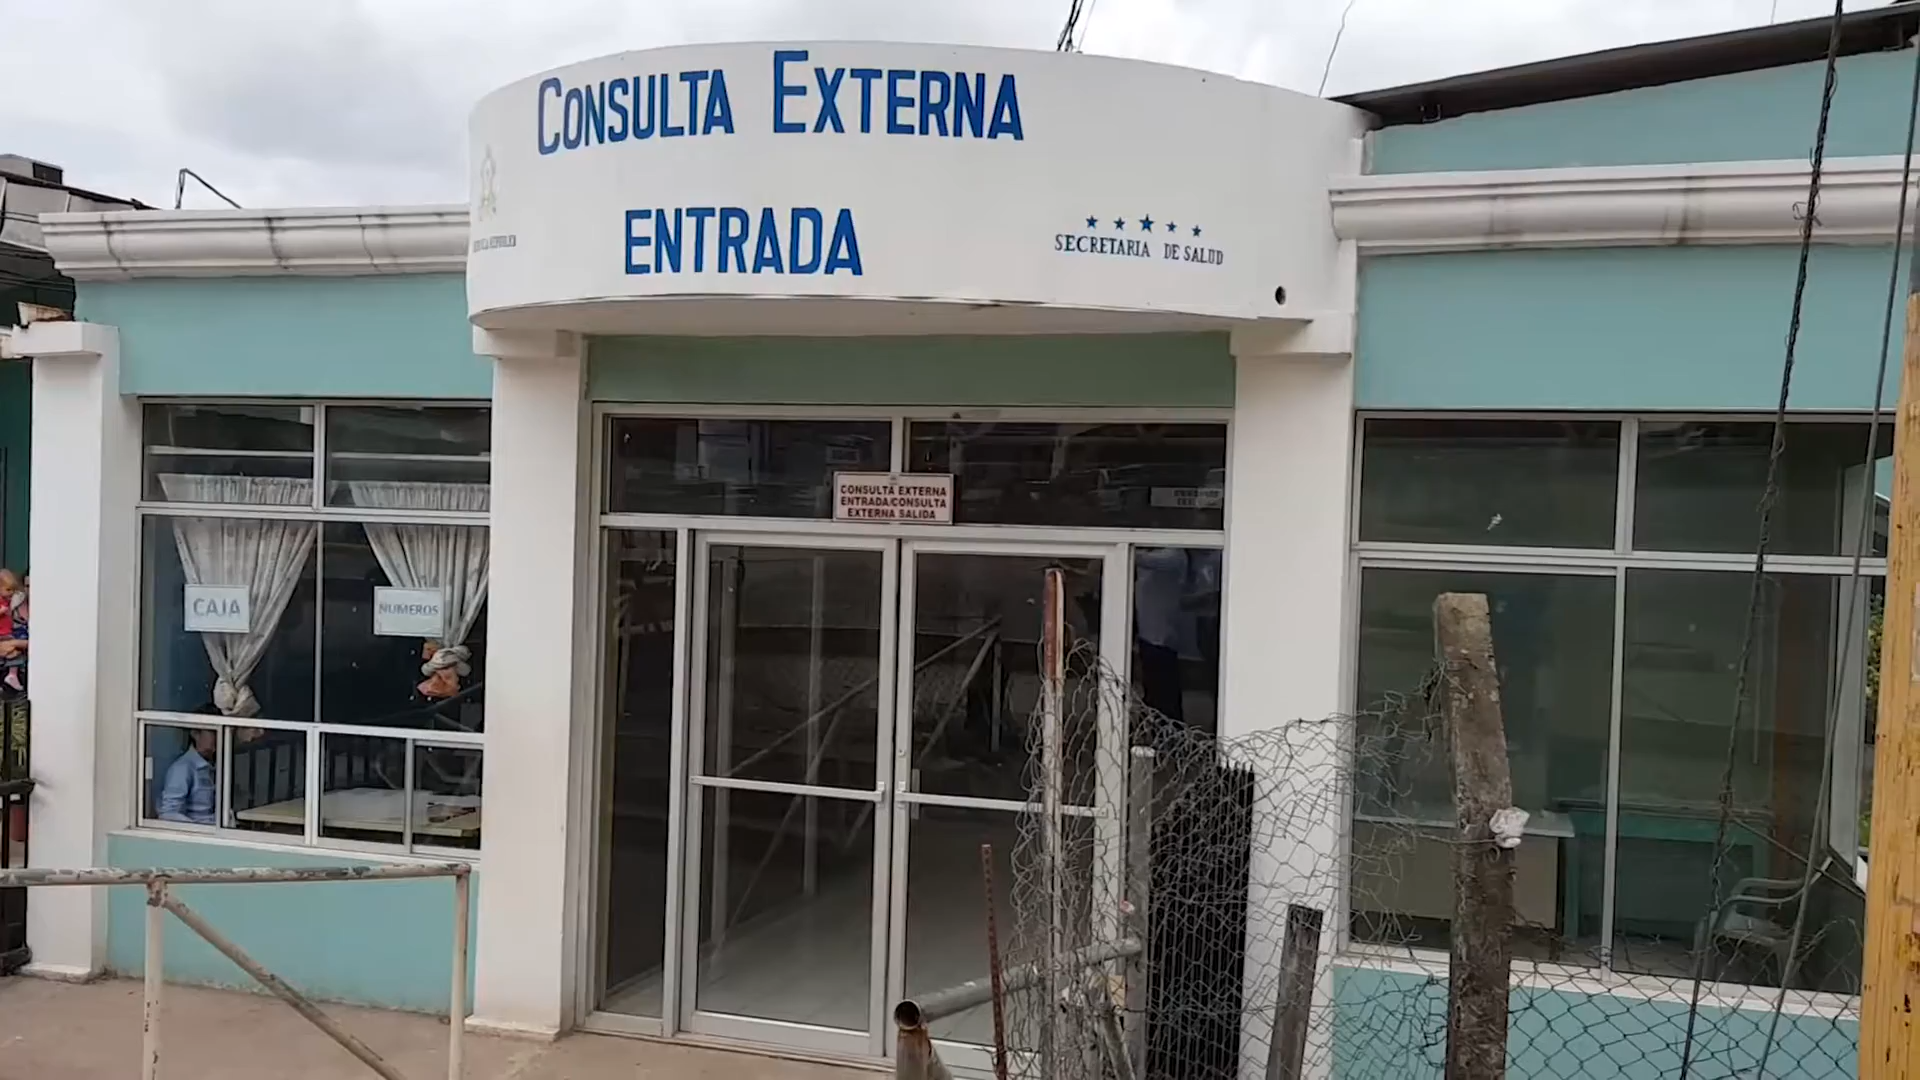 CONSULTA EXTERNA
ENTRADA
SECRETARIA DE SALUD
CONSULTA EXTERNA
ENTRADA/CONSULTA
EXTERNA SALIDA
CAJA
NUMEROS